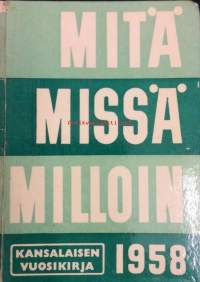 MITÄ
MISSÄ
MILLOIN
KANSALAISEN
VUOSIKIRJA
1958